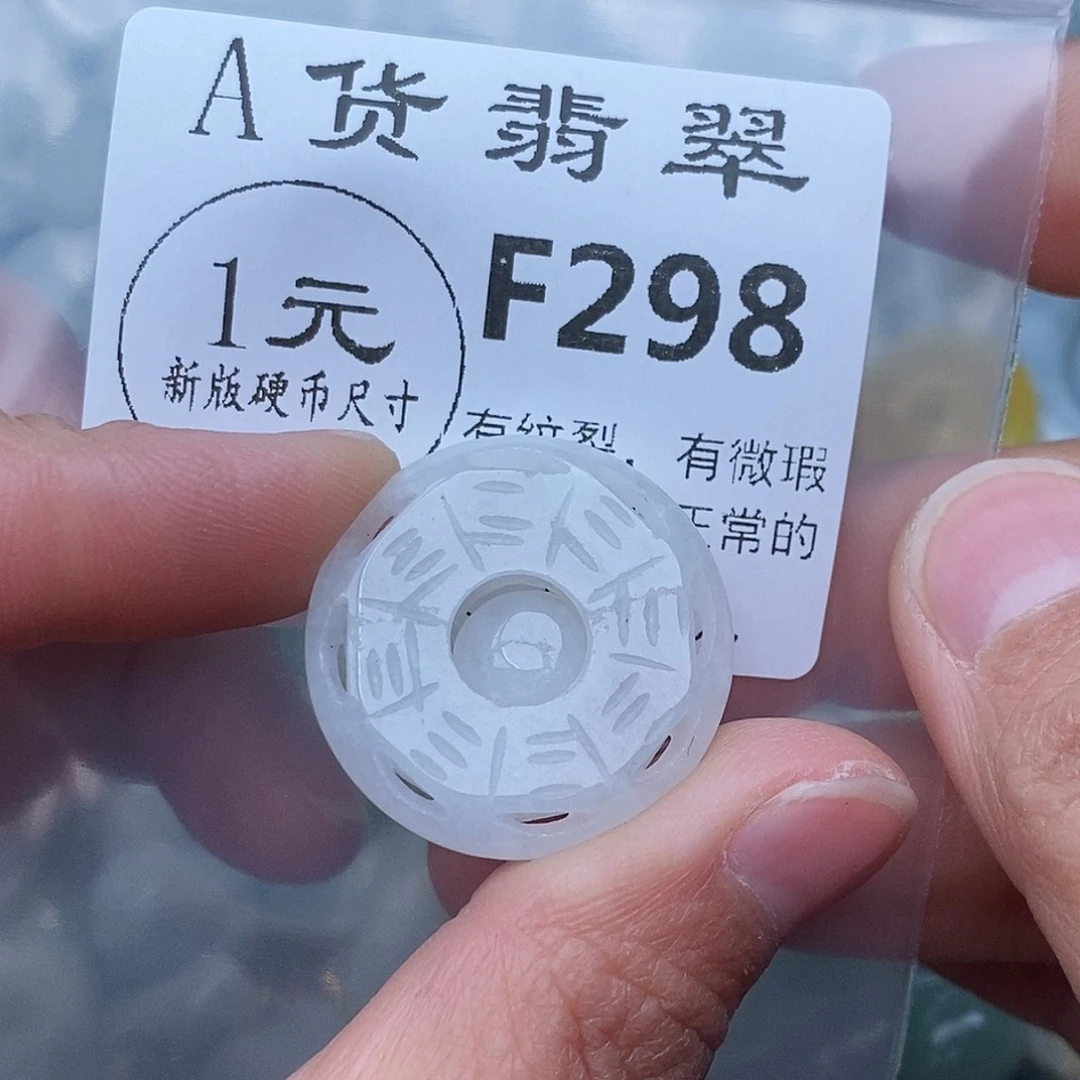 A货翡翠
1元
新版硬币尺寸
F298
有纹裂,有微瑕
正常的